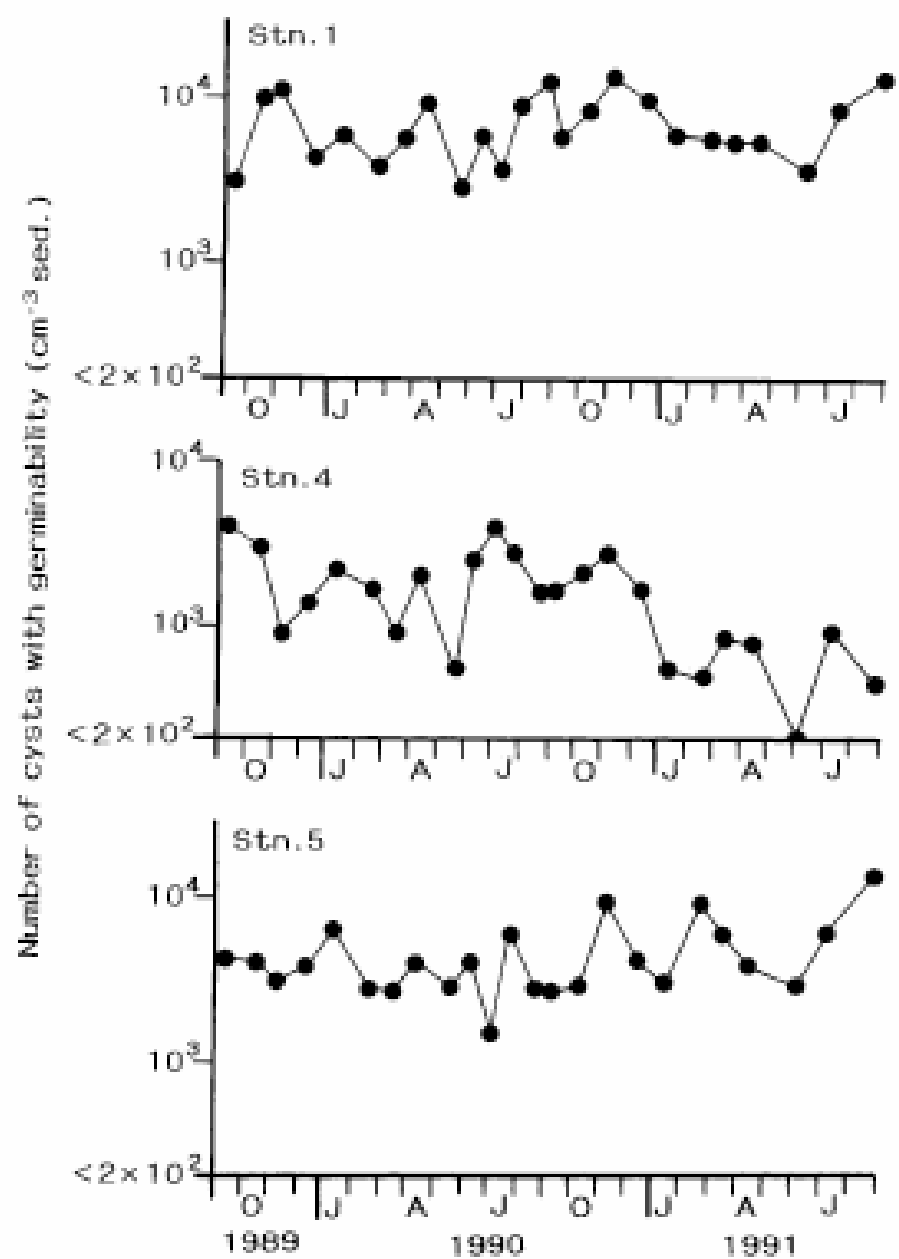 Number of cysts with germinability (cm⁻³ sed.)
Stn.1
10⁴
10³
<2×10²
O J A J O J A J
Stn.4
10⁴
10³
<2×10²
O J A J O J A J
Stn.5
10⁴
10³
<2×10²
O J A J O J A J
1989 1990 1991